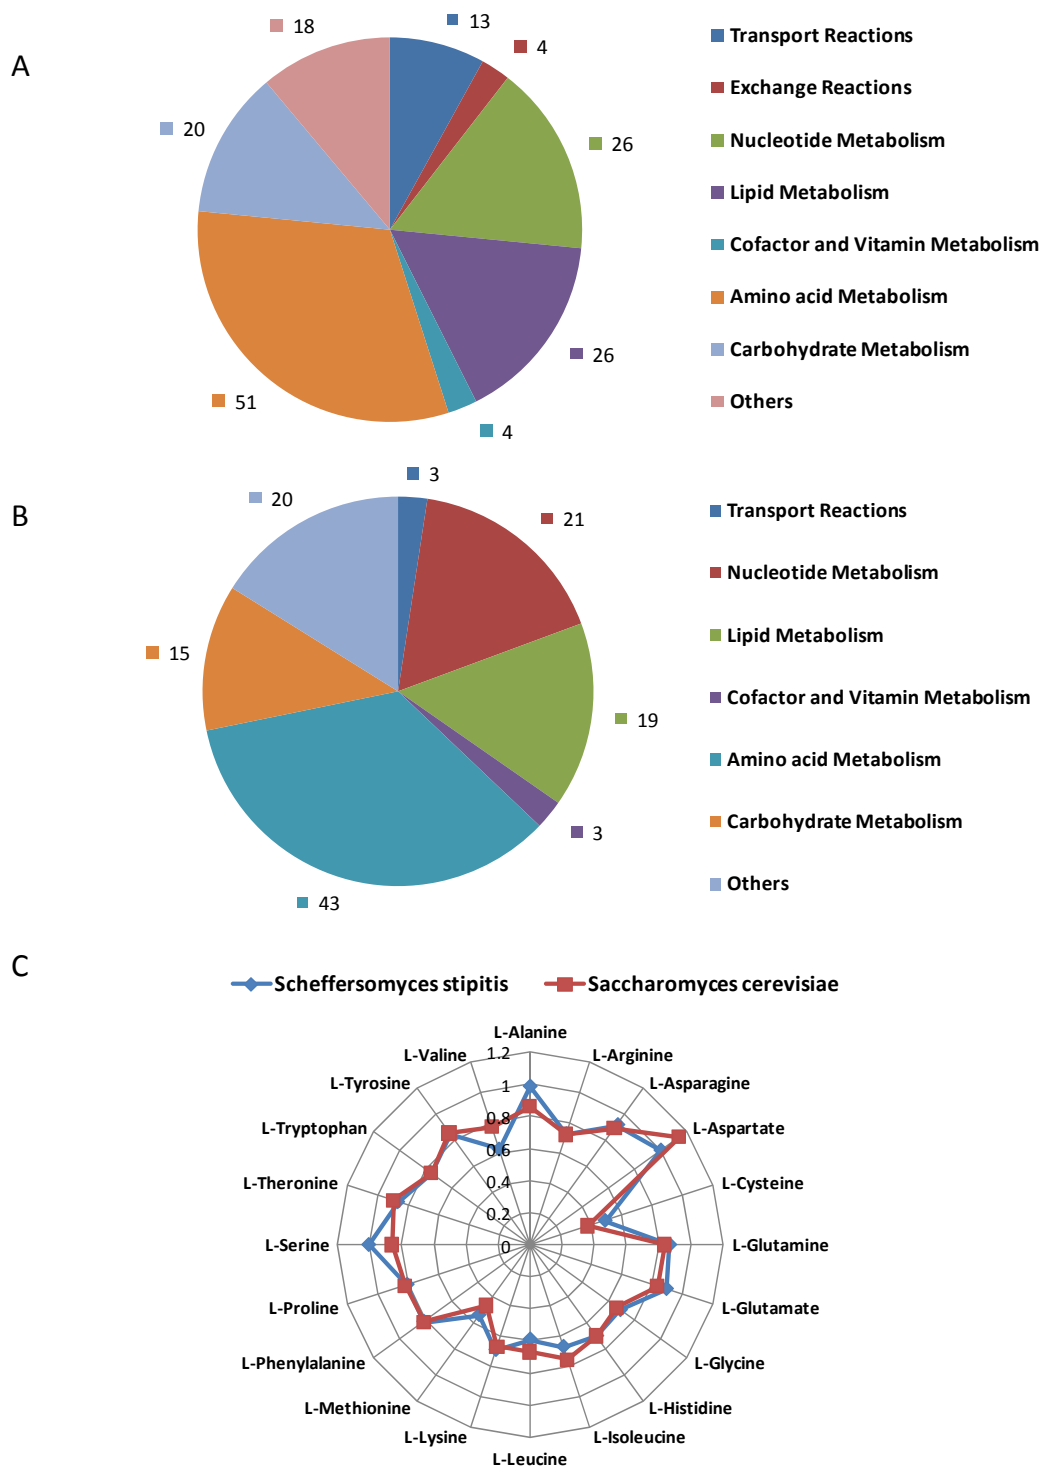 A
18
13
4
20
26
26
51
4
Transport Reactions
Exchange Reactions
Nucleotide Metabolism
Lipid Metabolism
Cofactor and Vitamin Metabolism
Amino acid Metabolism
Carbohydrate Metabolism
Others
B
3
20
21
15
19
3
43
Transport Reactions
Nucleotide Metabolism
Lipid Metabolism
Cofactor and Vitamin Metabolism
Amino acid Metabolism
Carbohydrate Metabolism
Others
C
Scheffersomyces stipitis
Saccharomyces cerevisiae
L-Alanine
L-Arginine
L-Asparagine
L-Aspartate
L-Cysteine
L-Glutamine
L-Glutamate
L-Glycine
L-Histidine
L-Isoleucine
L-Leucine
L-Lysine
L-Methionine
L-Phenylalanine
L-Proline
L-Serine
L-Theronine
L-Tryptophan
L-Tyrosine
L-Valine
1.2
1
0.8
0.6
0.4
0.2
0